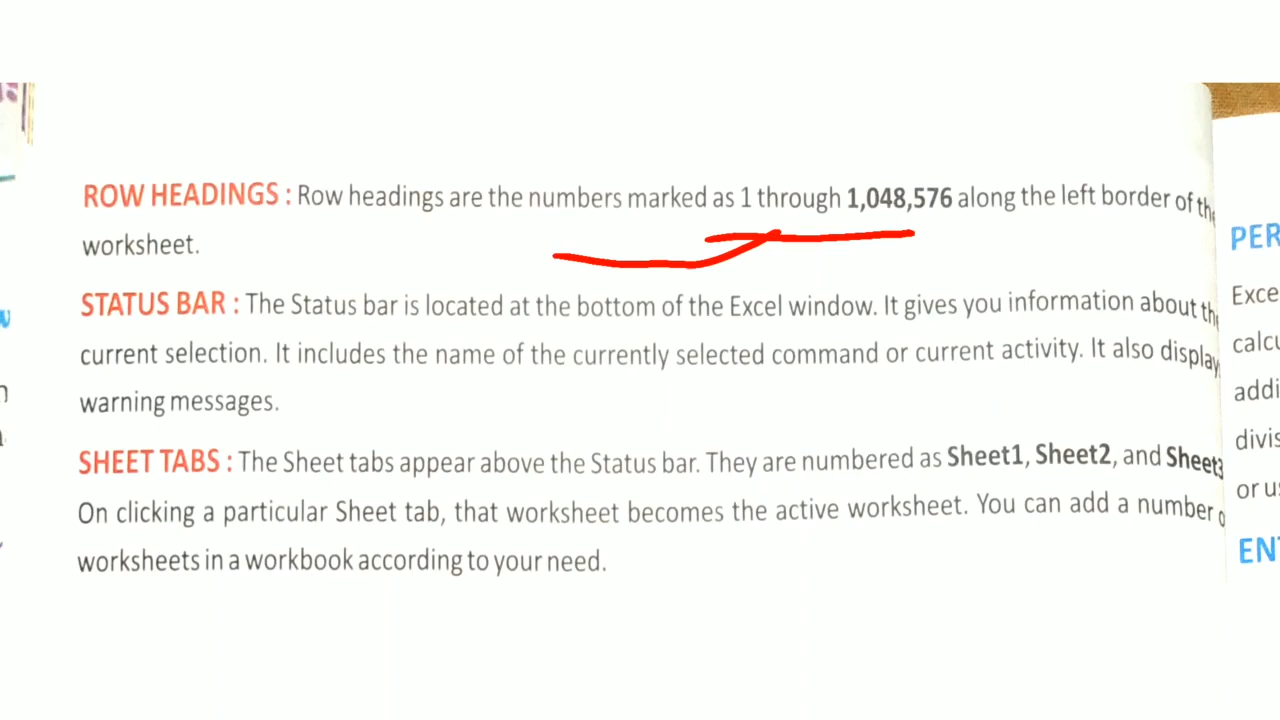 ROW HEADINGS : Row headings are the numbers marked as 1 through 1,048,576 along the left border of the
worksheet.
STATUS BAR : The Status bar is located at the bottom of the Excel window. It gives you information about the
current selection. It includes the name of the currently selected command or current activity. It also display
warning messages.
SHEET TABS : The Sheet tabs appear above the Status bar. They are numbered as Sheet1, Sheet2, and Sheet3
On clicking a particular Sheet tab, that worksheet becomes the active worksheet. You can add a number o
worksheets in a workbook according to your need.
PER
Exce
calcu
addi
divis
or us
ENT